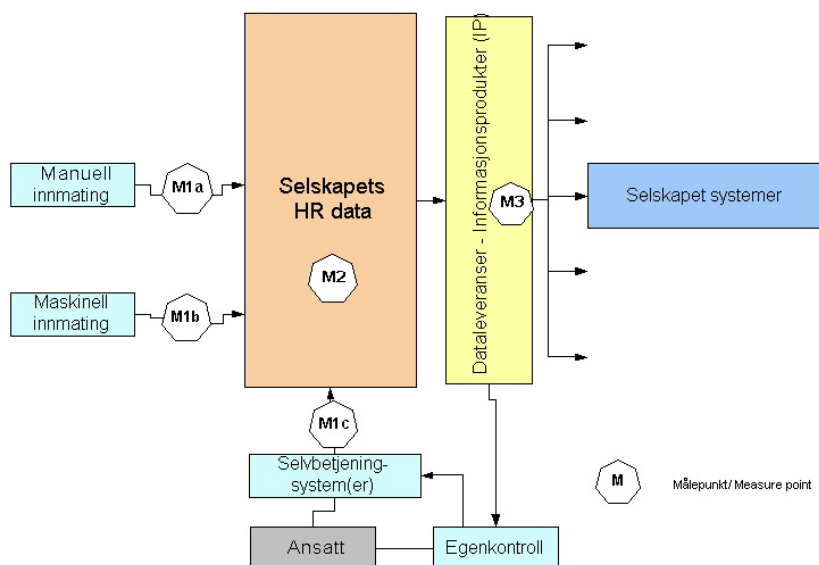 Manuell
innmating
M1a
Maskinell
innmating
M1b
Selskapets
HR data
M2
Dataleveranser - Informasjonsprodukter (IP)
M3
Selskapet systemer
M1c
Selvbetjening-
system(er)
Ansatt
Egenkontroll
M
Målepunkt/ Measure point